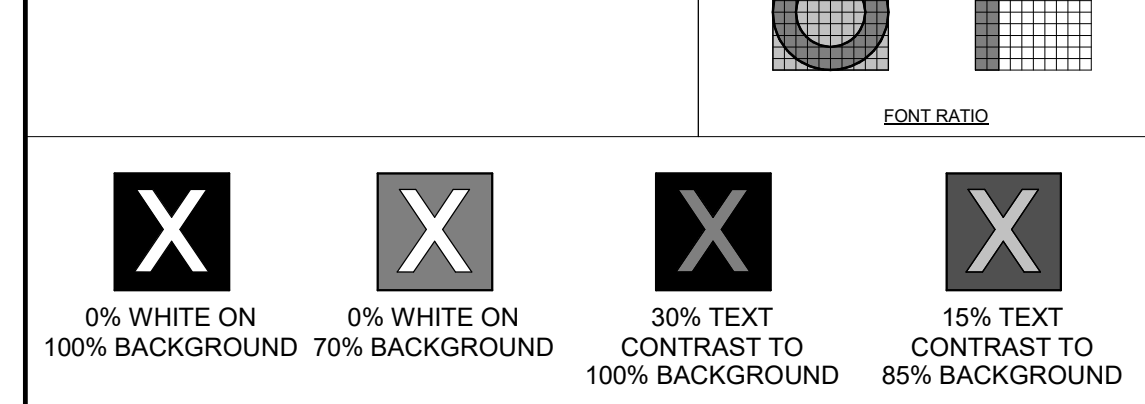 FONT RATIO
X
X
X
X
0% WHITE ON
100% BACKGROUND
0% WHITE ON
70% BACKGROUND
30% TEXT
CONTRAST TO
100% BACKGROUND
15% TEXT
CONTRAST TO
85% BACKGROUND